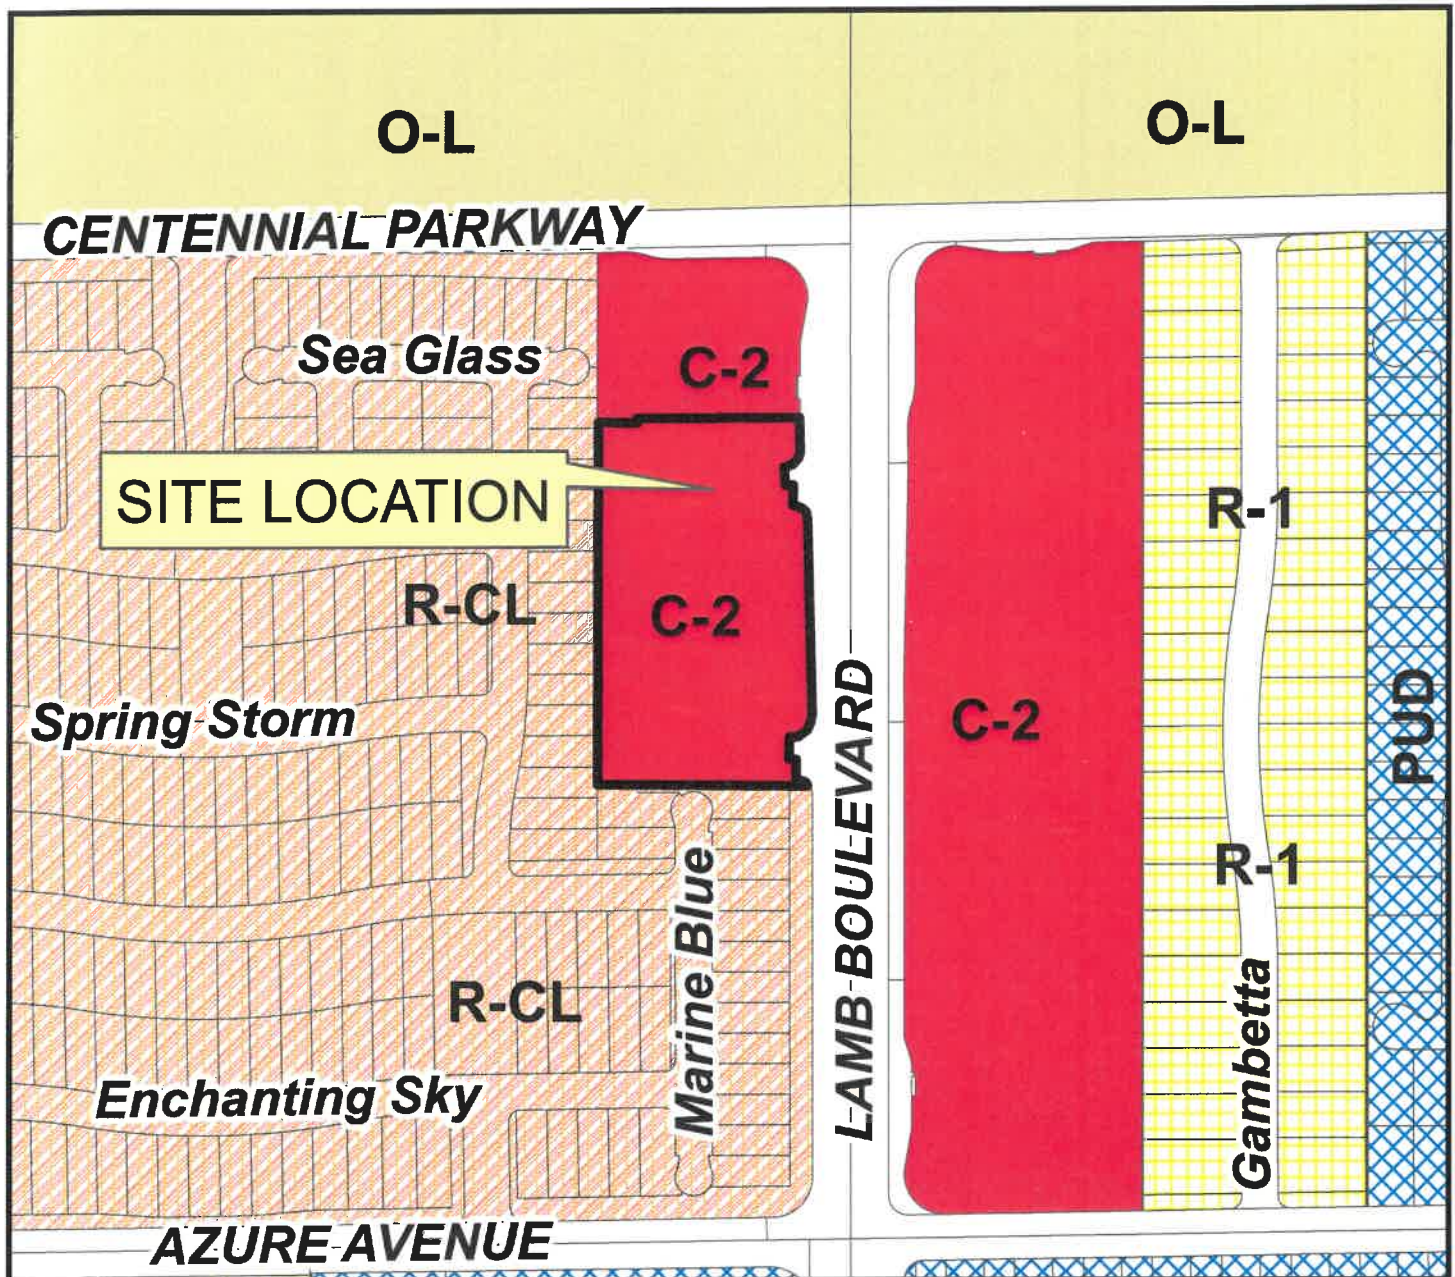 O-L
O-L
CENTENNIAL PARKWAY
Sea Glass
C-2
SITE LOCATION
R-1
R-CL
C-2
Spring Storm
C-2
LAMB BOULEVARD
PUD
R-1
Marine Blue
R-CL
Gambetta
Enchanting Sky
AZURE AVENUE